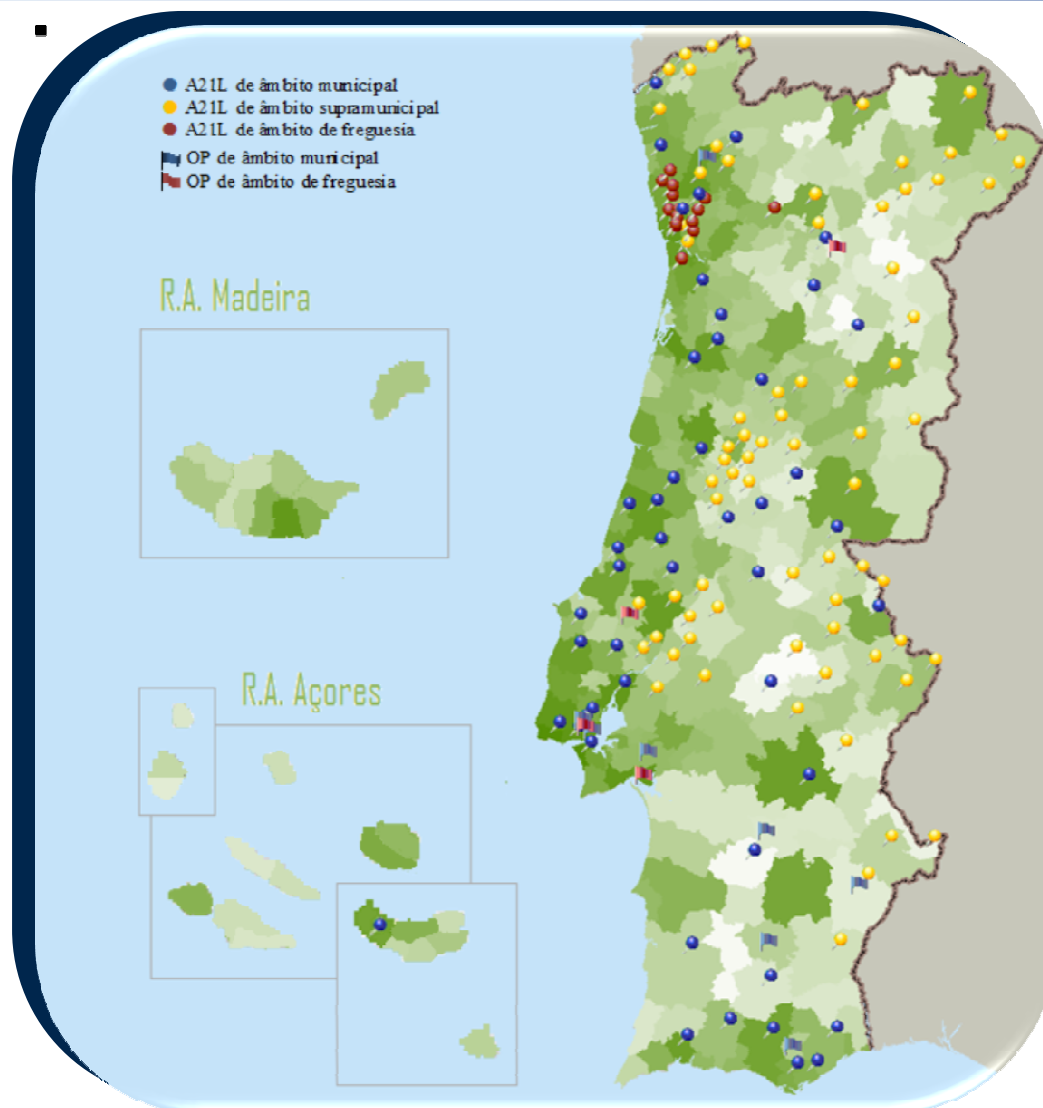 A21L de âmbito municipal
A21L de âmbito supramunicipal
A21L de âmbito de freguesia
OP de âmbito municipal
OP de âmbito de freguesia
R.A. Madeira
R.A. Açores